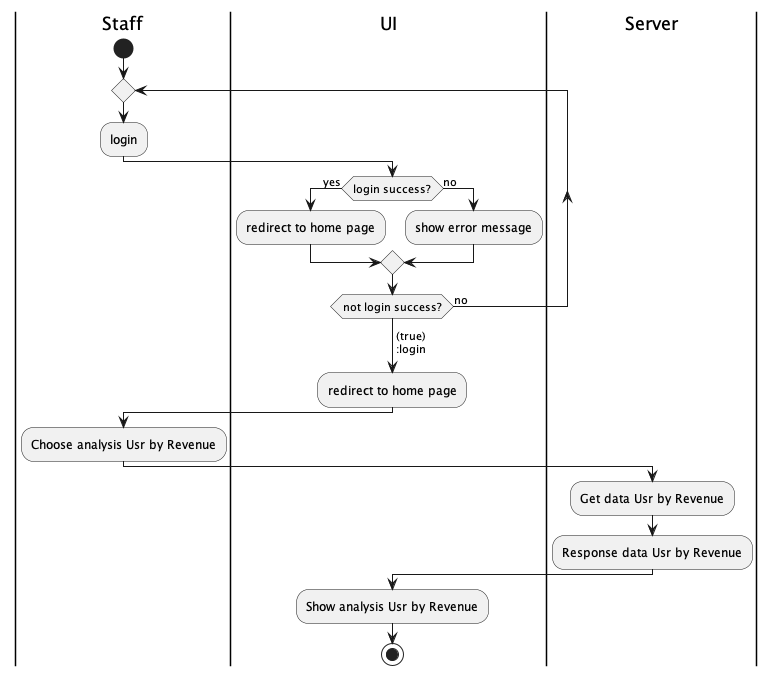 Staff
UI
Server
login
yes
login success?
no
redirect to home page
show error message
not login success?
no
(true)
:login
redirect to home page
Choose analysis Usr by Revenue
Get data Usr by Revenue
Response data Usr by Revenue
Show analysis Usr by Revenue